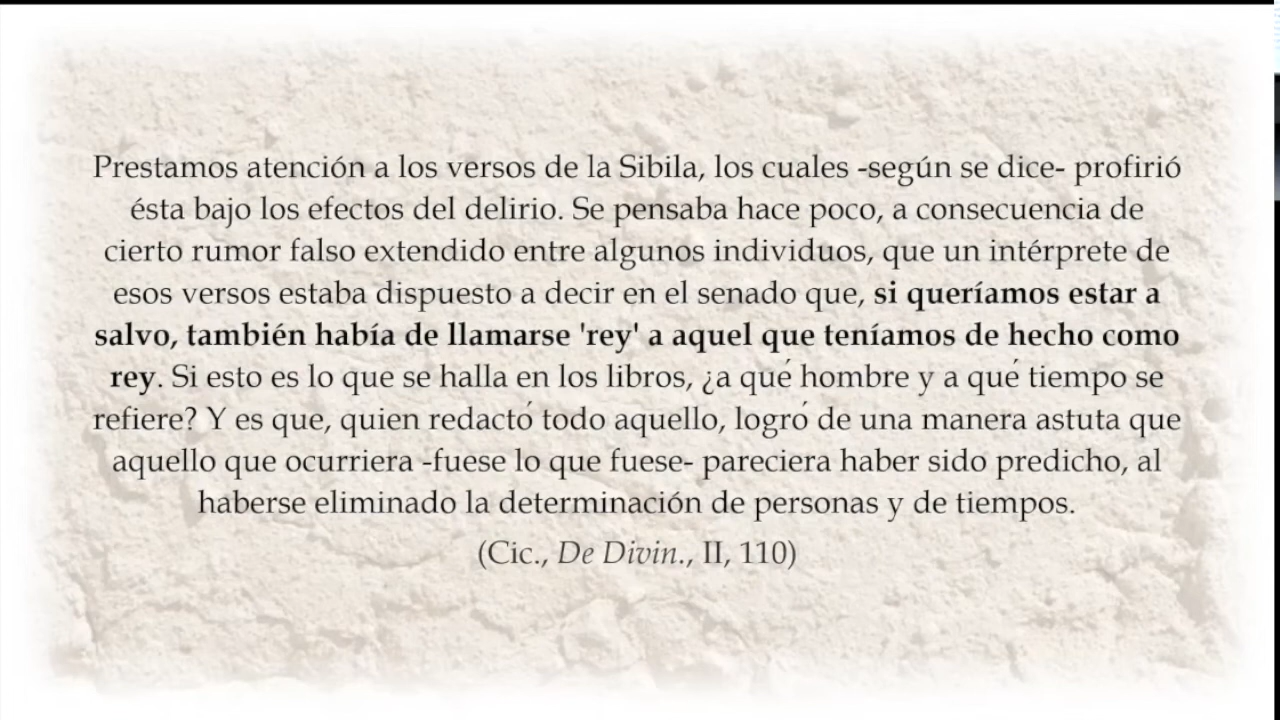 Prestamos atención a los versos de la Sibila, los cuales -según se dice- profirió
ésta bajo los efectos del delirio. Se pensaba hace poco, a consecuencia de
cierto rumor falso extendido entre algunos individuos, que un intérprete de
esos versos estaba dispuesto a decir en el senado que, si queríamos estar a
salvo, también había de llamarse 'rey' a aquel que teníamos de hecho como
rey. Si esto es lo que se halla en los libros, ¿a qué hombre y a qué tiempo se
refiere? Y es que, quien redactó todo aquello, logró de una manera astuta que
aquello que ocurriera -fuese lo que fuese- pareciera haber sido predicho, al
haberse eliminado la determinación de personas y de tiempos.
(Cic., De Divin., II, 110)